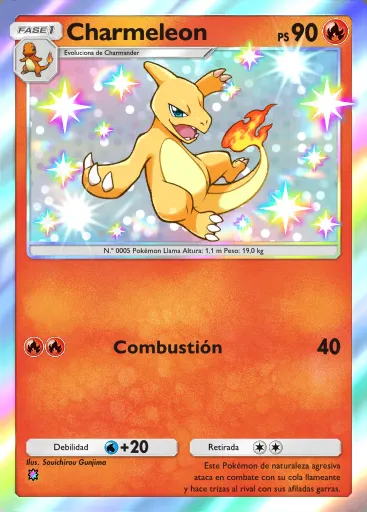 FASE 1
Charmeleon
PS 90
Evoluciona de Charmander
N.º 0005 Pokémon Llama Altura: 1,1 m Peso: 19,0 kg
Combustión 40
Debilidad +20 Retirada
Ilus. Souichirou Gunjima
Este Pokémon de naturaleza agresiva
ataca en combate con su cola llameante
y hace trizas al rival con sus afiladas garras.